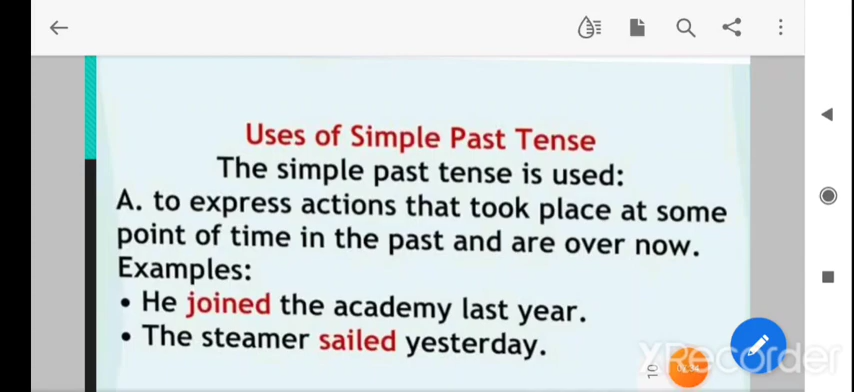 Uses of Simple Past Tense
The simple past tense is used:
A. to express actions that took place at some
point of time in the past and are over now.
Examples:
• He joined the academy last year.
• The steamer sailed yesterday.
10
XRecorder